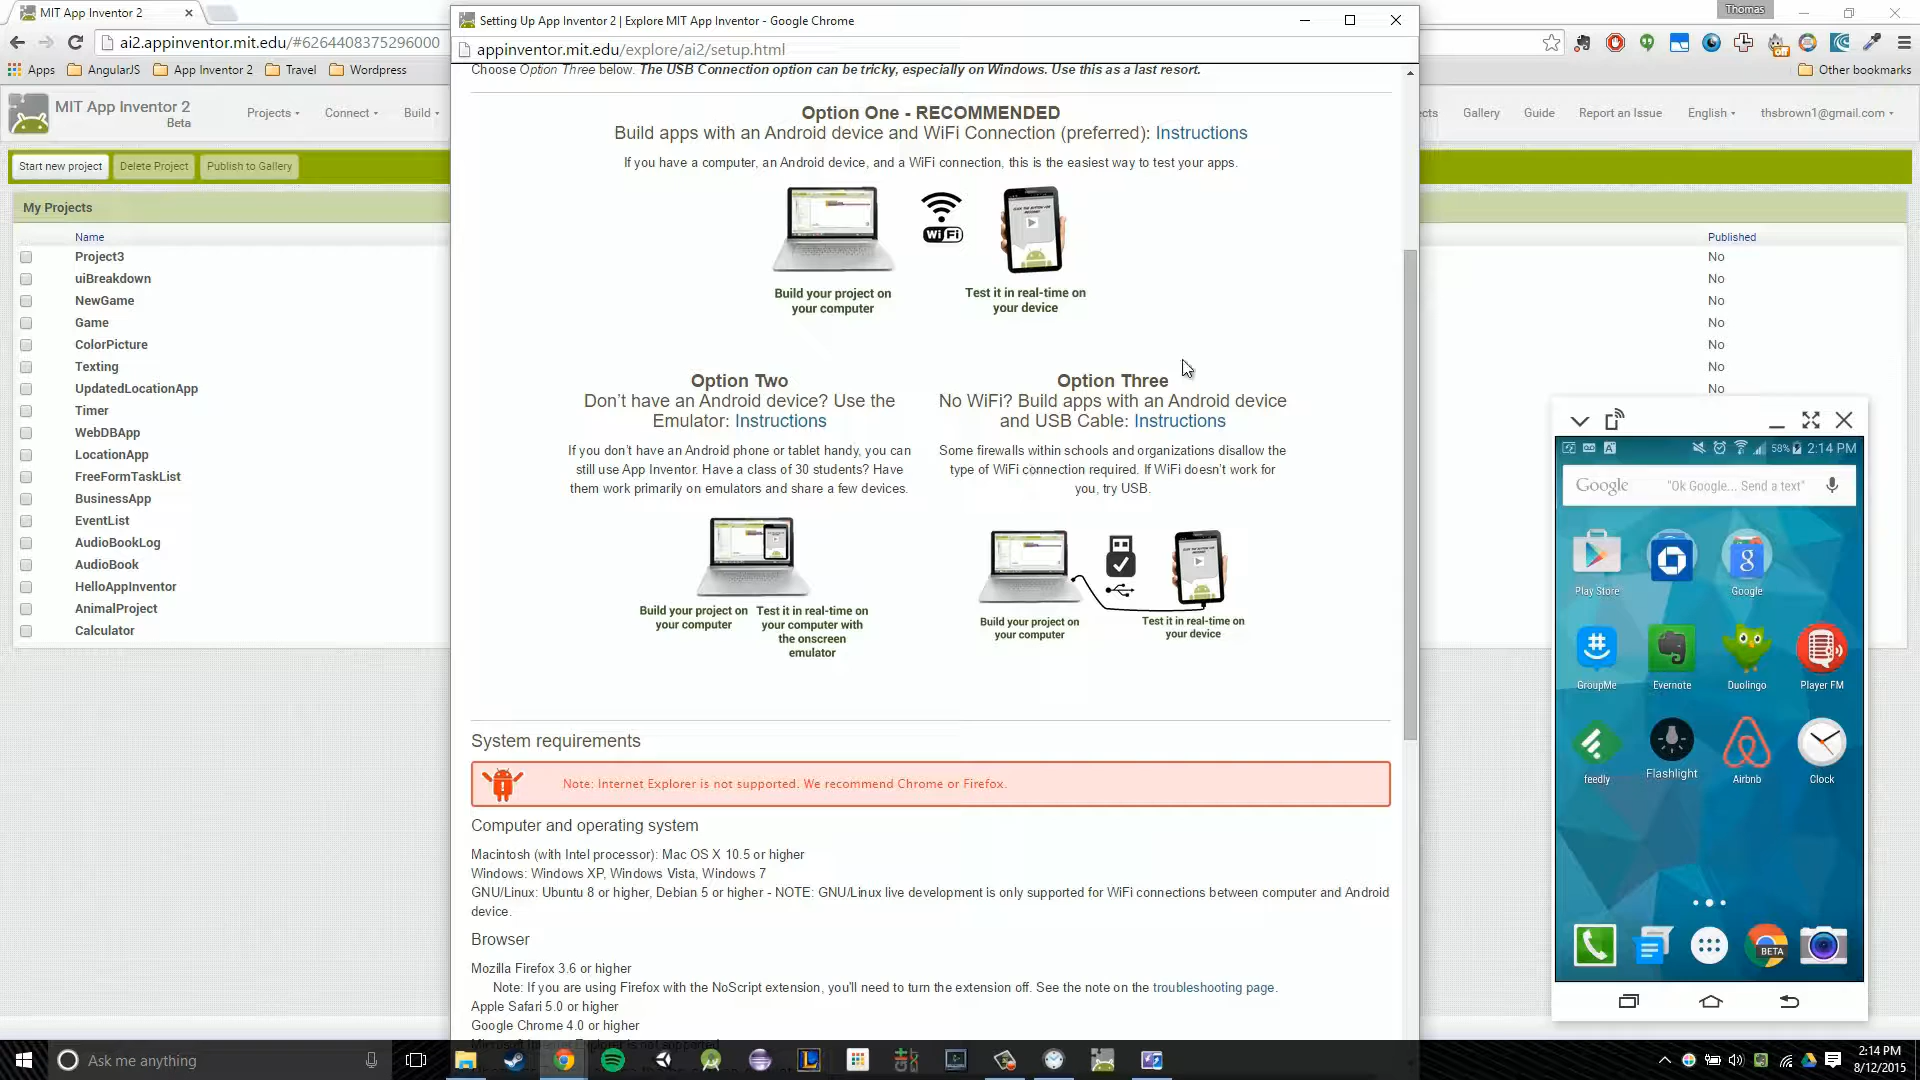 MIT App Inventor 2
Setting Up App Inventor 2 | Explore MIT App Inventor - Google Chrome
Thomas
ai2.appinventor.mit.edu/#6264408375296000
appinventor.mit.edu/explore/ai2/setup.html
Apps
AngularJS
App Inventor 2
Travel
Wordpress
Other bookmarks
MIT App Inventor 2
Beta
Projects
Connect
Build
Gallery
Guide
Report an Issue
English
thsbrown1@gmail.com
Start new project
Delete Project
Publish to Gallery
My Projects
Name
Published
Project3
No
uiBreakdown
No
NewGame
No
Game
No
ColorPicture
No
Texting
No
UpdatedLocationApp
No
Timer
WebDBApp
LocationApp
FreeFormTaskList
BusinessApp
EventList
AudioBookLog
AudioBook
HelloAppInventor
AnimalProject
Calculator
Choose Option Three below. The USB Connection option can be tricky, especially on Windows. Use this as a last resort.
Option One - RECOMMENDED
Build apps with an Android device and WiFi Connection (preferred): Instructions
If you have a computer, an Android device, and a WiFi connection, this is the easiest way to test your apps.
WiFi
Build your project on
your computer
Test it in real-time on
your device
Option Two
Don't have an Android device? Use the
Emulator: Instructions
If you don't have an Android phone or tablet handy, you can
still use App Inventor. Have a class of 30 students? Have
them work primarily on emulators and share a few devices.
Build your project on
your computer
Test it in real-time on
your computer with
the onscreen
emulator
Option Three
No WiFi? Build apps with an Android device
and USB Cable: Instructions
Some firewalls within schools and organizations disallow the
type of WiFi connection required. If WiFi doesn't work for
you, try USB.
Build your project on
your computer
Test it in real-time on
your device
System requirements
Note: Internet Explorer is not supported. We recommend Chrome or Firefox.
Computer and operating system
Macintosh (with Intel processor): Mac OS X 10.5 or higher
Windows: Windows XP, Windows Vista, Windows 7
GNU/Linux: Ubuntu 8 or higher, Debian 5 or higher - NOTE: GNU/Linux live development is only supported for WiFi connections between computer and Android
device.
Browser
Mozilla Firefox 3.6 or higher
Note: If you are using Firefox with the NoScript extension, you'll need to turn the extension off. See the note on the troubleshooting page.
Apple Safari 5.0 or higher
Google Chrome 4.0 or higher
58%
2:14 PM
Google
"Ok Google... Send a text"
Play Store
Google
GroupMe
Evernote
Duolingo
Player FM
feedly
Flashlight
Airbnb
Clock
BETA
Ask me anything
2:14 PM
8/12/2015